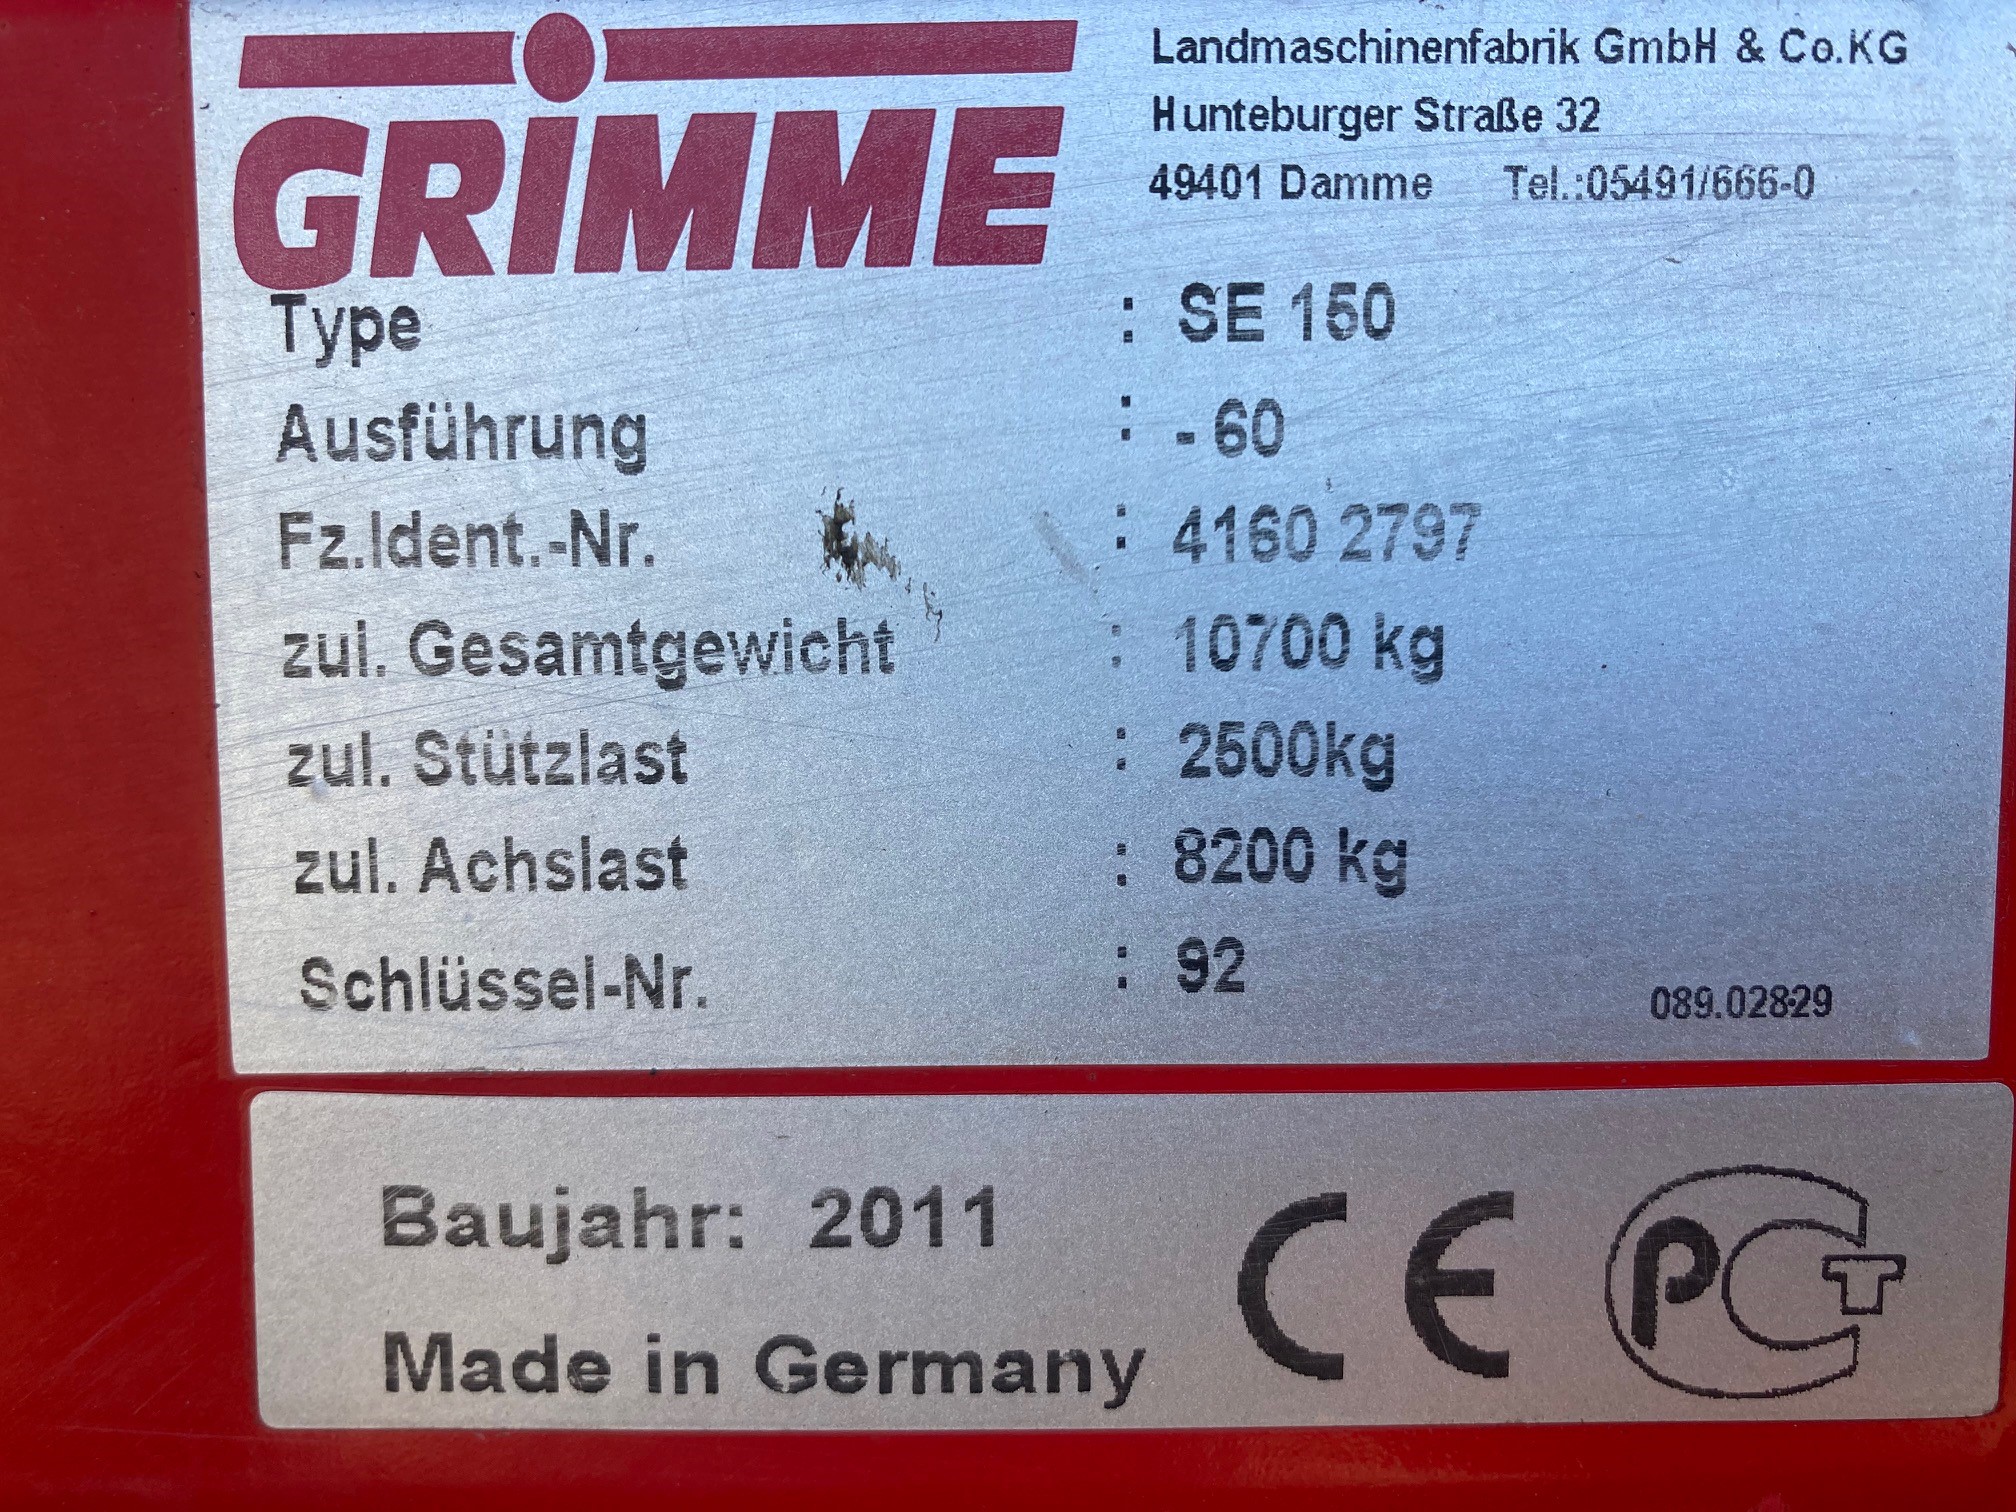 GRIMME
Landmaschinenfabrik GmbH & Co.KG
Hunteburger Straße 32
49401 Damme Tel.:05491/666-0
Type : SE 150
Ausführung : - 60
Fz.Ident.-Nr. : 4160 2797
zul. Gesamtgewicht : 10700 kg
zul. Stützlast : 2500kg
zul. Achslast : 8200 kg
Schlüssel-Nr. : 92
089.02829
Baujahr: 2011
Made in Germany
CE PCT